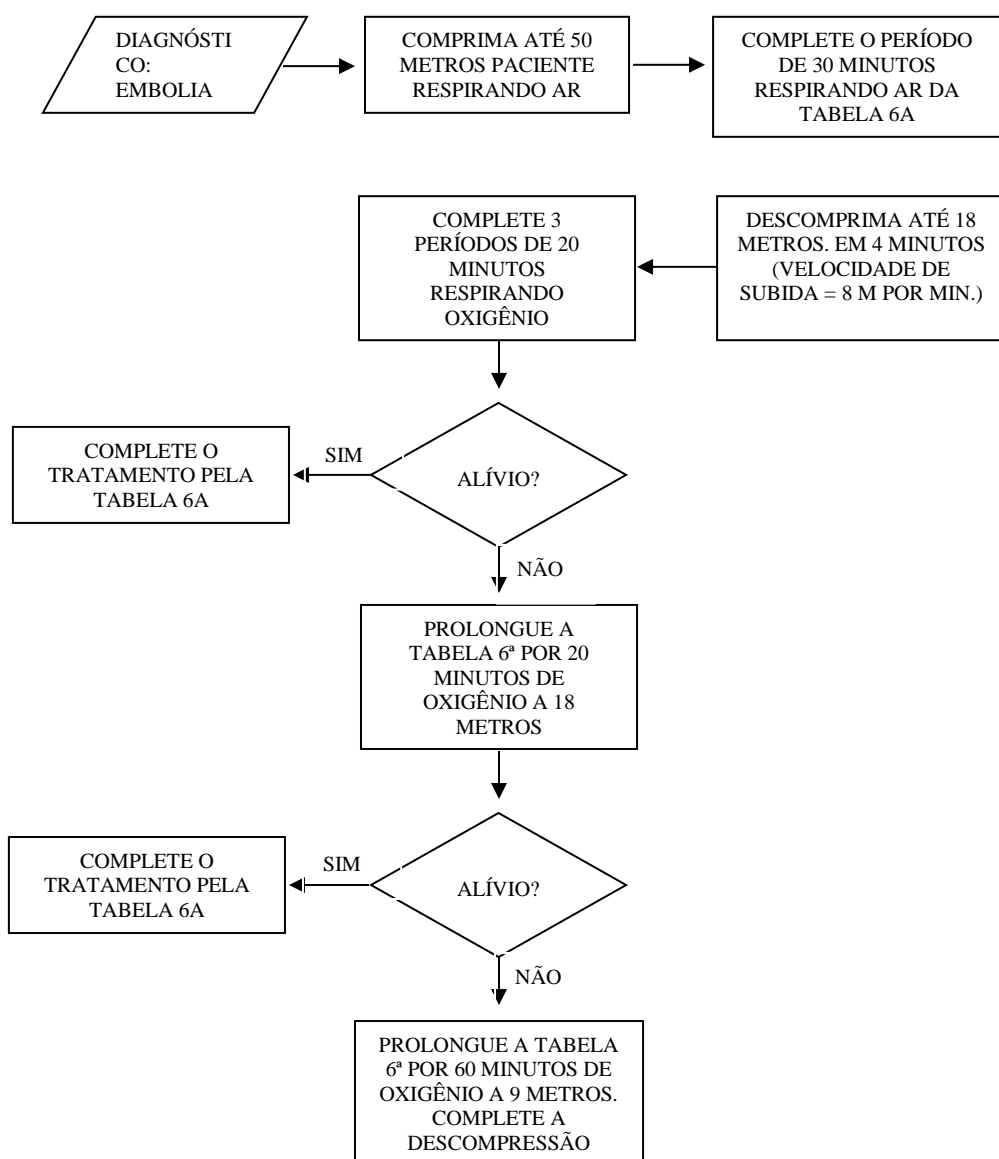 DIAGNÓSTI
CO:
EMBOLIA
COMPRIMA ATÉ 50
METROS PACIENTE
RESPIRANDO AR
COMPLETE O PERÍODO
DE 30 MINUTOS
RESPIRANDO AR DA
TABELA 6A
DESCOMPRIMA ATÉ 18
METROS. EM 4 MINUTOS
(VELOCIDADE DE
SUBIDA = 8 M POR MIN.)
COMPLETE 3
PERÍODOS DE 20
MINUTOS
RESPIRANDO
OXIGÊNIO
ALÍVIO?
SIM
COMPLETE O
TRATAMENTO PELA
TABELA 6A
NÃO
PROLONGUE A
TABELA 6ª POR 20
MINUTOS DE
OXIGÊNIO A 18
METROS
ALÍVIO?
SIM
COMPLETE O
TRATAMENTO PELA
TABELA 6A
NÃO
PROLONGUE A TABELA
6ª POR 60 MINUTOS DE
OXIGÊNIO A 9 METROS.
COMPLETE A
DESCOMPRESSÃO